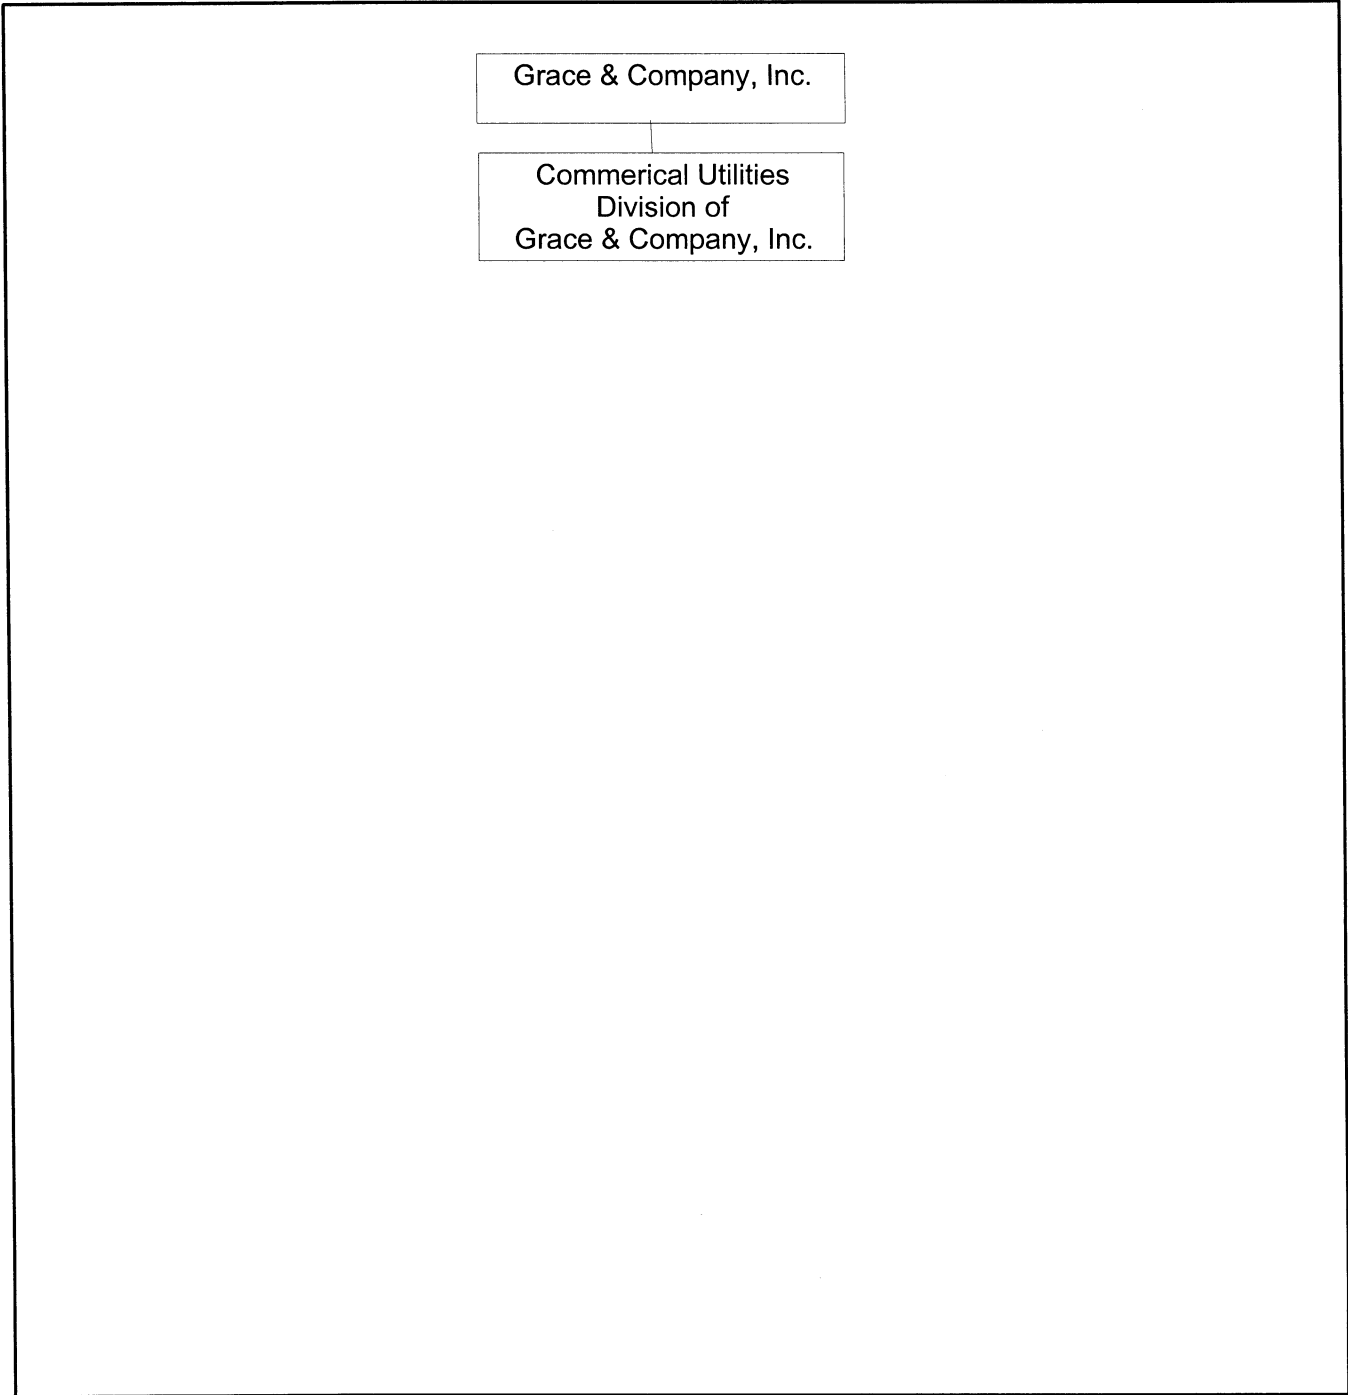 Grace & Company, Inc.
Commerical Utilities
Division of
Grace & Company, Inc.